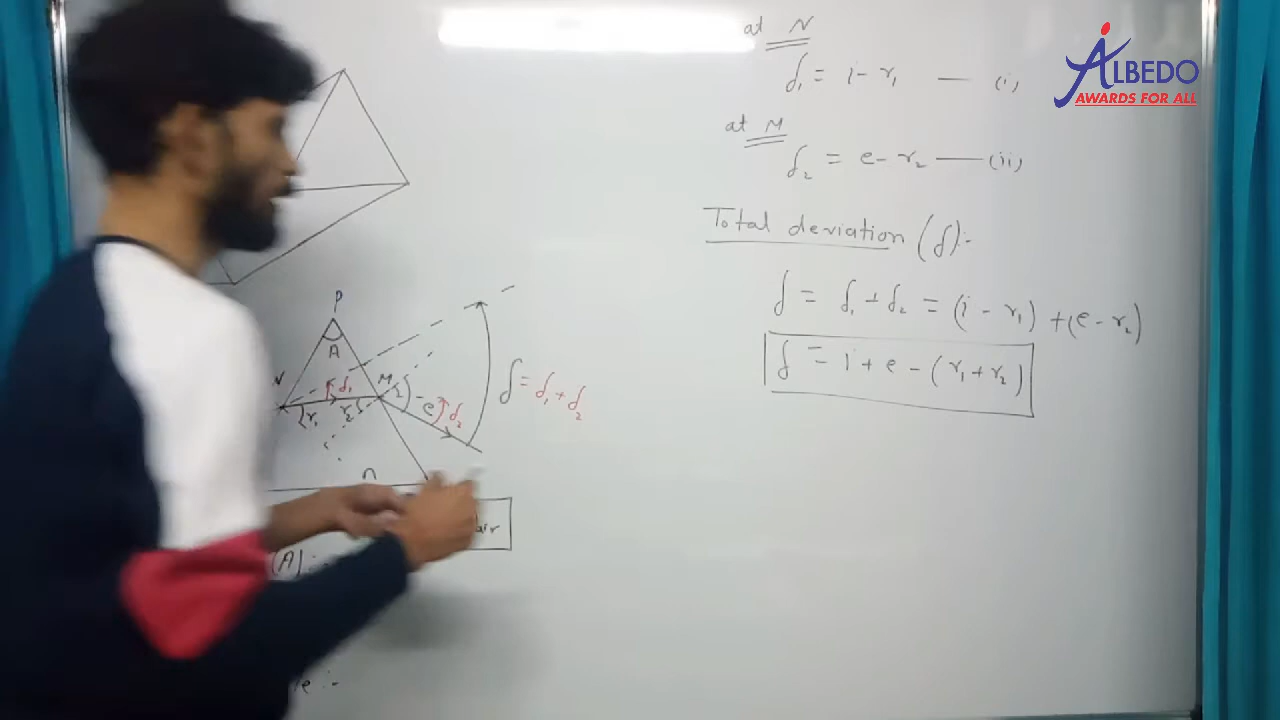 at N
δ₁ = i - r₁ — (i)
at M
δ₂ = e - r₂ — (ii)
Total deviation (δ):-
δ = δ₁ + δ₂ = (i - r₁) + (e - r₂)
δ = i + e - (r₁ + r₂)
ALBEDO
AWARDS FOR ALL
P
A
N
δ₁
M
r₁
r₂
e
δ₂
δ = δ₁ + δ₂
n
air
(A) :-